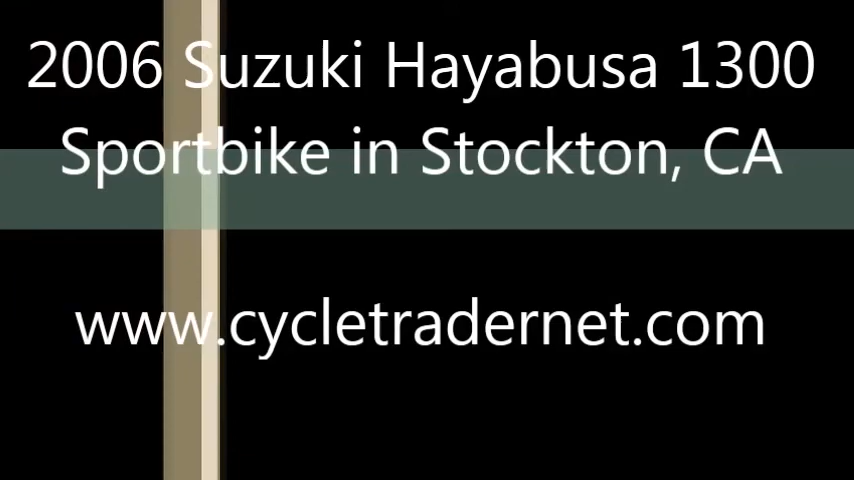 2006 Suzuki Hayabusa 1300
Sportbike in Stockton, CA
www.cycletradernet.com